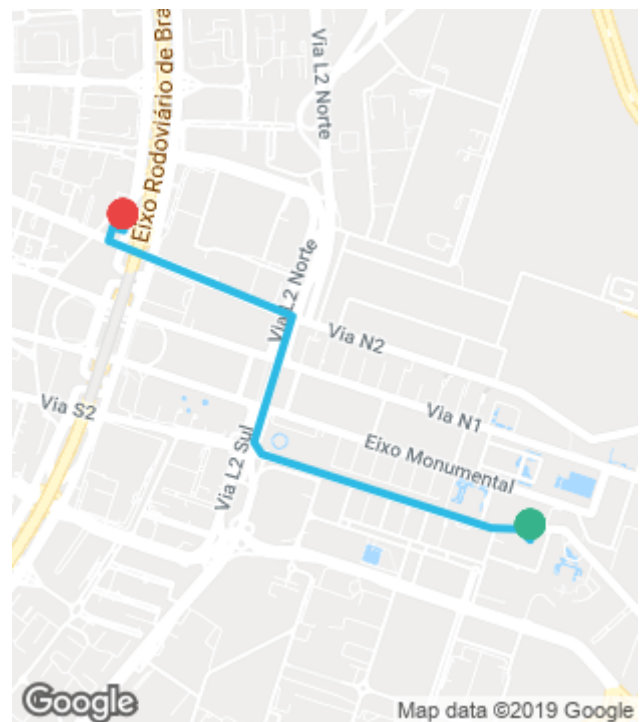 Eixo Rodoviário de Bra
Via L2 Norte
Via L2 Norte
Via N2
Via N1
Via S2
Eixo Monumental
Via L2 Sul
G
Google
Map data ©2019 Google